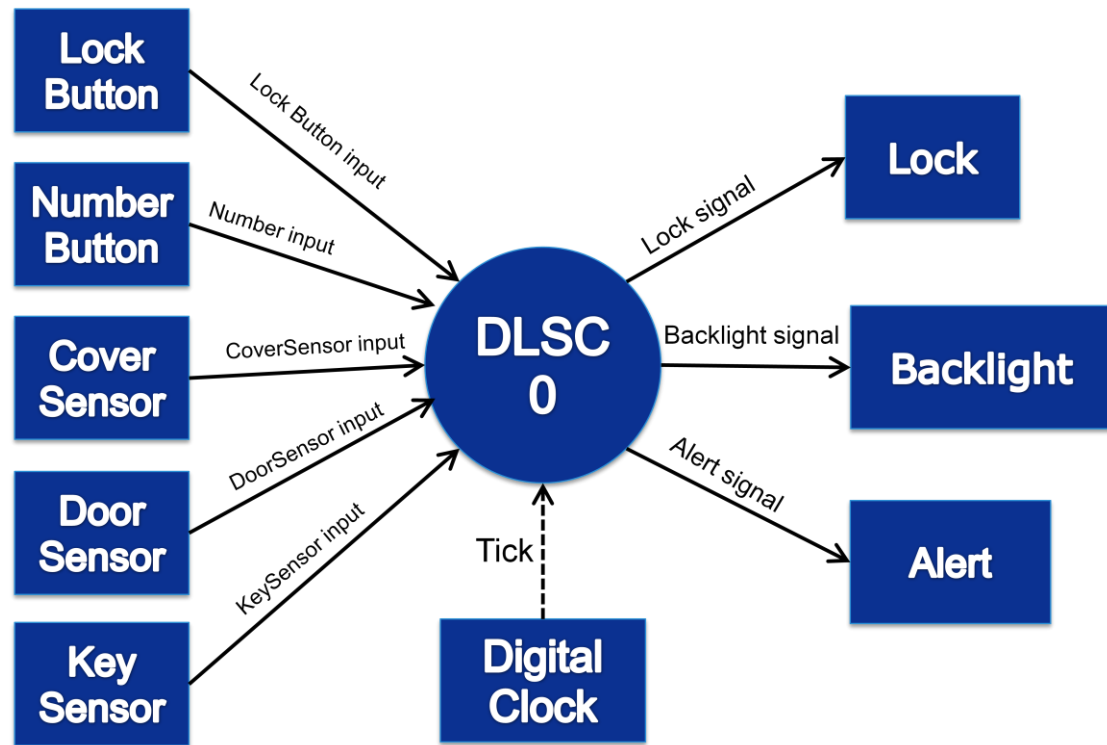 Lock
Button
Number
Button
Cover
Sensor
Door
Sensor
Key
Sensor
Lock Button input
Number input
CoverSensor input
DoorSensor input
KeySensor input
DLSC
0
Tick
Digital
Clock
Lock signal
Backlight signal
Alert signal
Lock
Backlight
Alert